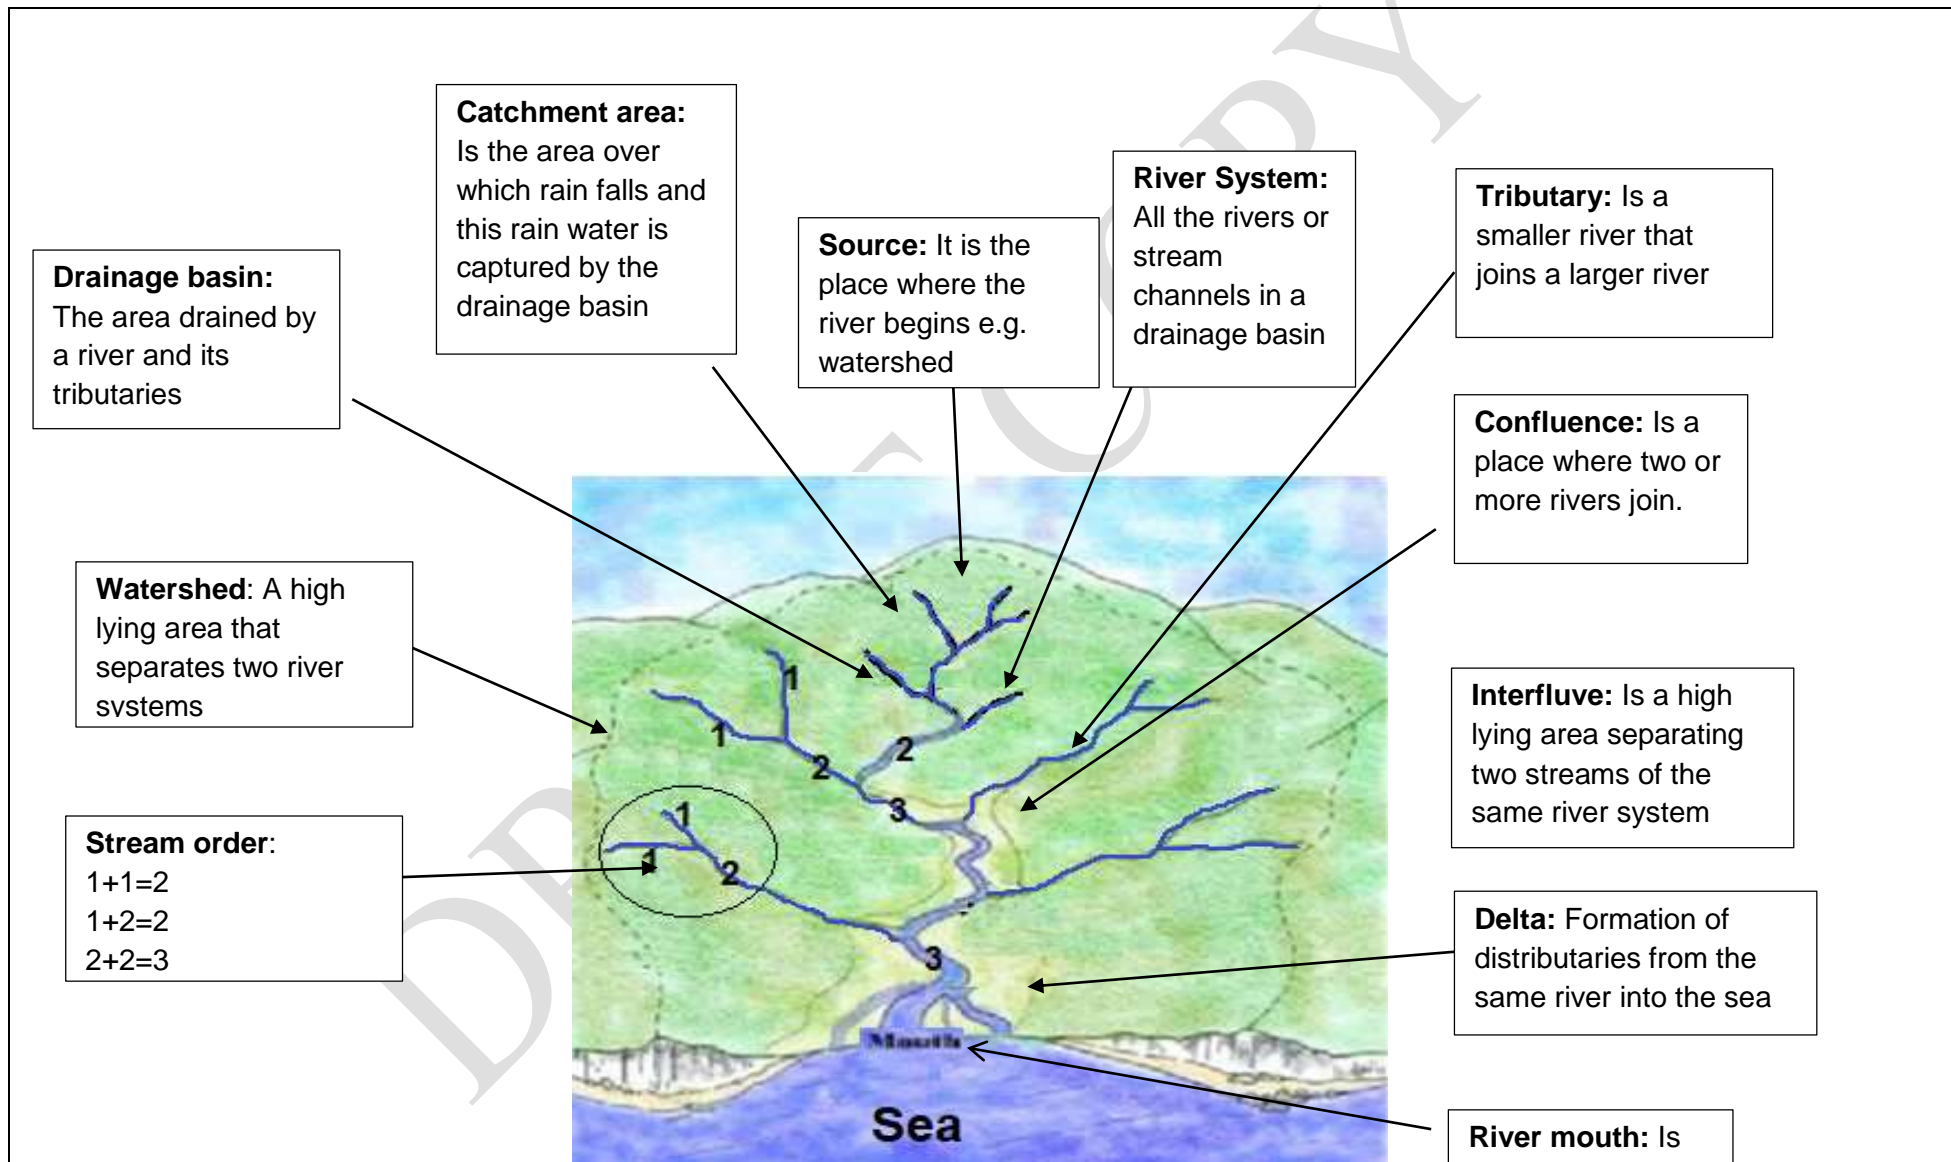 Catchment area:
Is the area over
which rain falls and
this rain water is
captured by the
drainage basin
River System:
All the rivers or
stream
channels in a
drainage basin
Tributary: Is a
smaller river that
joins a larger river
Source: It is the
place where the
river begins e.g.
watershed
Drainage basin:
The area drained by
a river and its
tributaries
Confluence: Is a
place where two or
more rivers join.
Watershed: A high
lying area that
separates two river
systems
Interfluve: Is a high
lying area separating
two streams of the
same river system
Stream order:
1+1=2
1+2=2
2+2=3
Delta: Formation of
distributaries from the
same river into the sea
1
1
2
2
3
1
1
2
3
Mouth
Sea
River mouth: Is